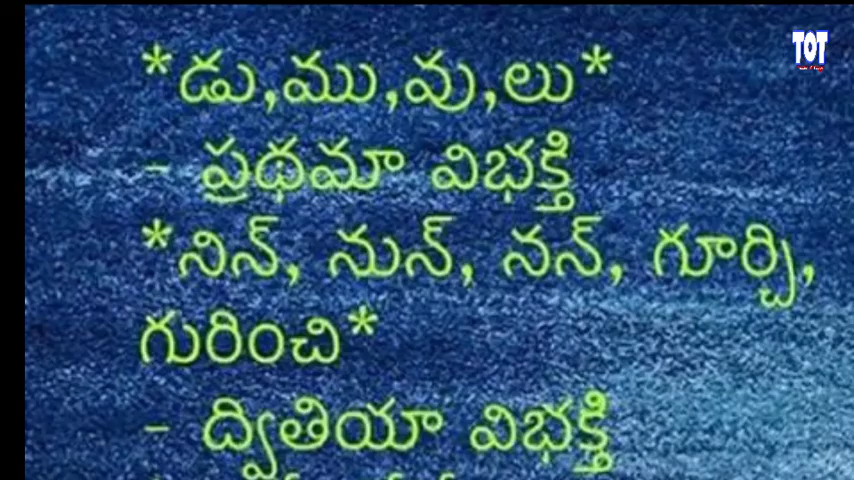 TOT
*డు,ము,వు,లు*
- ప్రథమా విభక్తి
*నిన్, నున్, నన్, గూర్చి,
గురించి*
- ద్వితియా విభక్తి